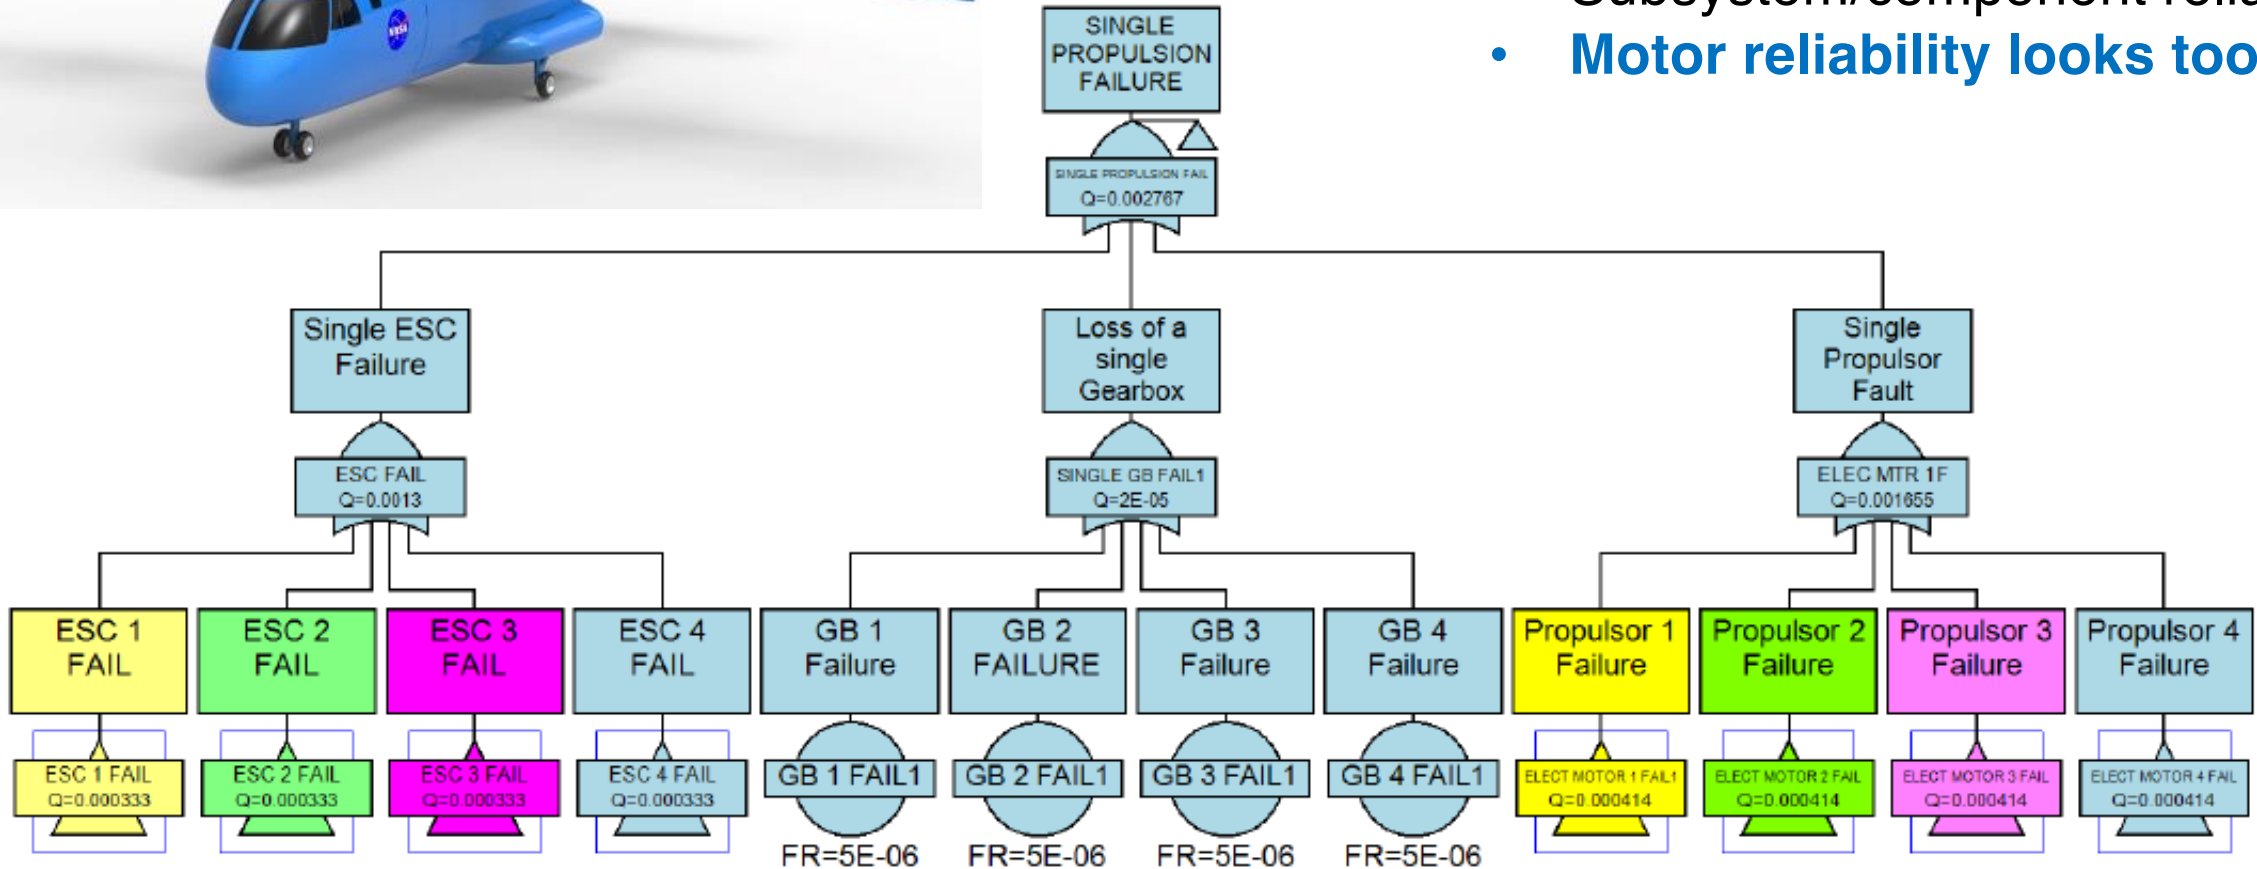 NASA
Subsystem/component relia
• Motor reliability looks too
SINGLE
PROPULSION
FAILURE
SINGLE PROPULSION FAIL
Q=0.002767
Single ESC
Failure
ESC FAIL
Q=0.0013
Loss of a
single
Gearbox
SINGLE GB FAIL1
Q=2E-05
Single
Propulsor
Fault
ELEC MTR 1F
Q=0.001655
ESC 1
FAIL
ESC 1 FAIL
Q=0.000333
ESC 2
FAIL
ESC 2 FAIL
Q=0.000333
ESC 3
FAIL
ESC 3 FAIL
Q=0.000333
ESC 4
FAIL
ESC 4 FAIL
Q=0.000333
GB 1
Failure
GB 1 FAIL1
FR=5E-06
GB 2
FAILURE
GB 2 FAIL1
FR=5E-06
GB 3
Failure
GB 3 FAIL1
FR=5E-06
GB 4
Failure
GB 4 FAIL1
FR=5E-06
Propulsor 1
Failure
ELECT MOTOR 1 FAIL1
Q=0.000414
Propulsor 2
Failure
ELECT MOTOR 2 FAIL
Q=0.000414
Propulsor 3
Failure
ELECT MOTOR 3 FAIL
Q=0.000414
Propulsor 4
Failure
ELECT MOTOR 4 FAIL
Q=0.000414